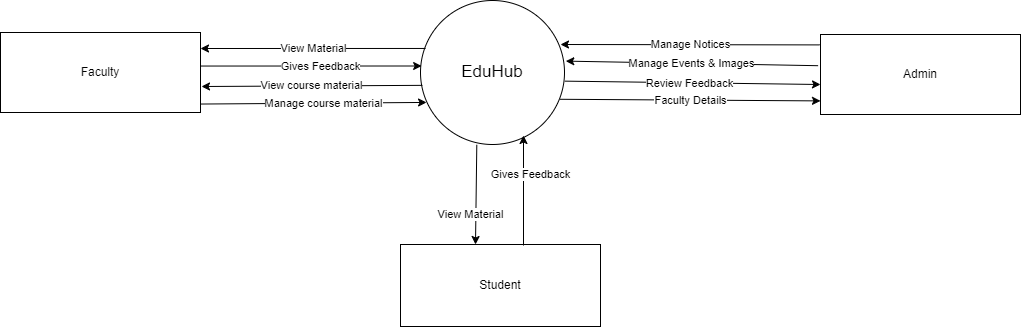 Faculty
View Material
Gives Feedback
View course material
Manage course material
EduHub
Manage Notices
Manage Events & Images
Review Feedback
Faculty Details
Admin
Gives Feedback
View Material
Student